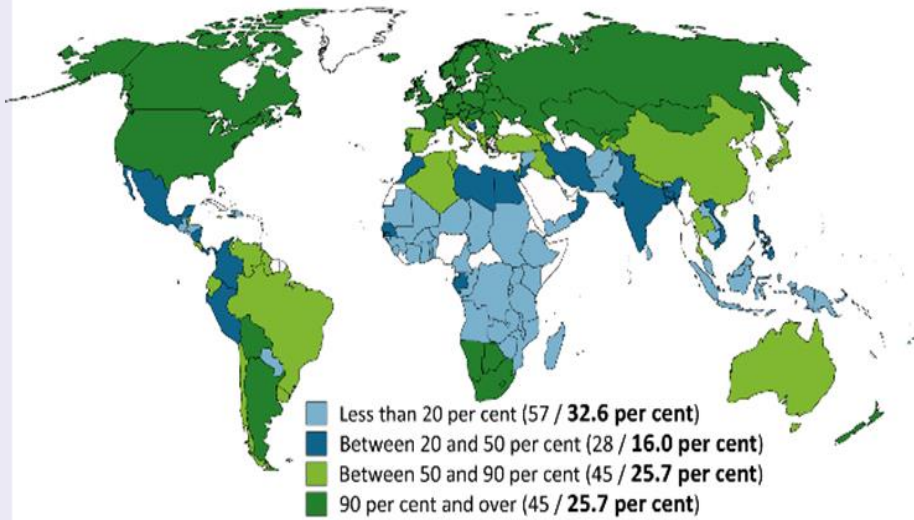 Less than 20 per cent (57 / 32.6 per cent)
Between 20 and 50 per cent (28 / 16.0 per cent)
Between 50 and 90 per cent (45 / 25.7 per cent)
90 per cent and over (45 / 25.7 per cent)